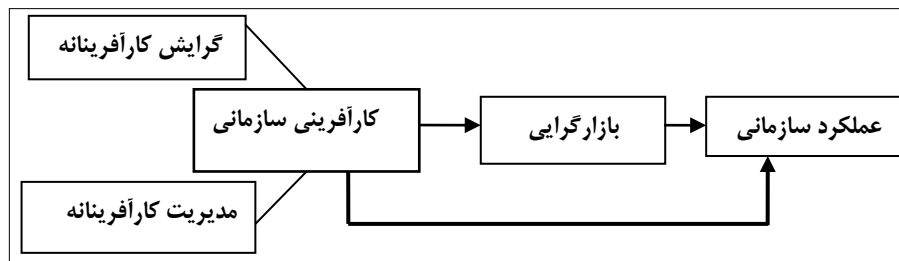 گرایش کارآفرینانه
کارآفرینی سازمانی
بازارگرایی
عملکرد سازمانی
مدیریت کارآفرینانه